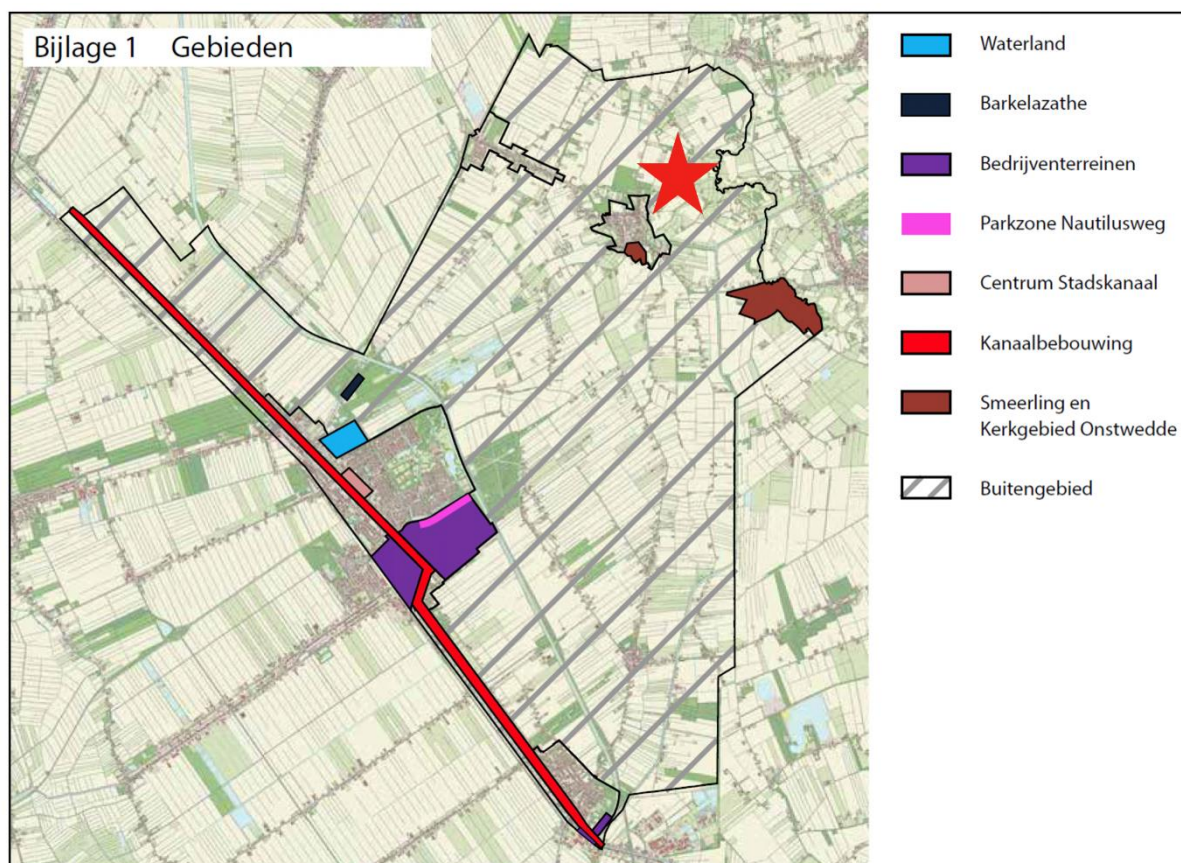 Bijlage 1 Gebieden
Waterland
Barkelazathe
Bedrijventerreinen
Parkzone Nautilusweg
Centrum Stadskanaal
Kanaalbebouwing
Smeerling en
Kerkgebied Onstwedde
Buitengebied